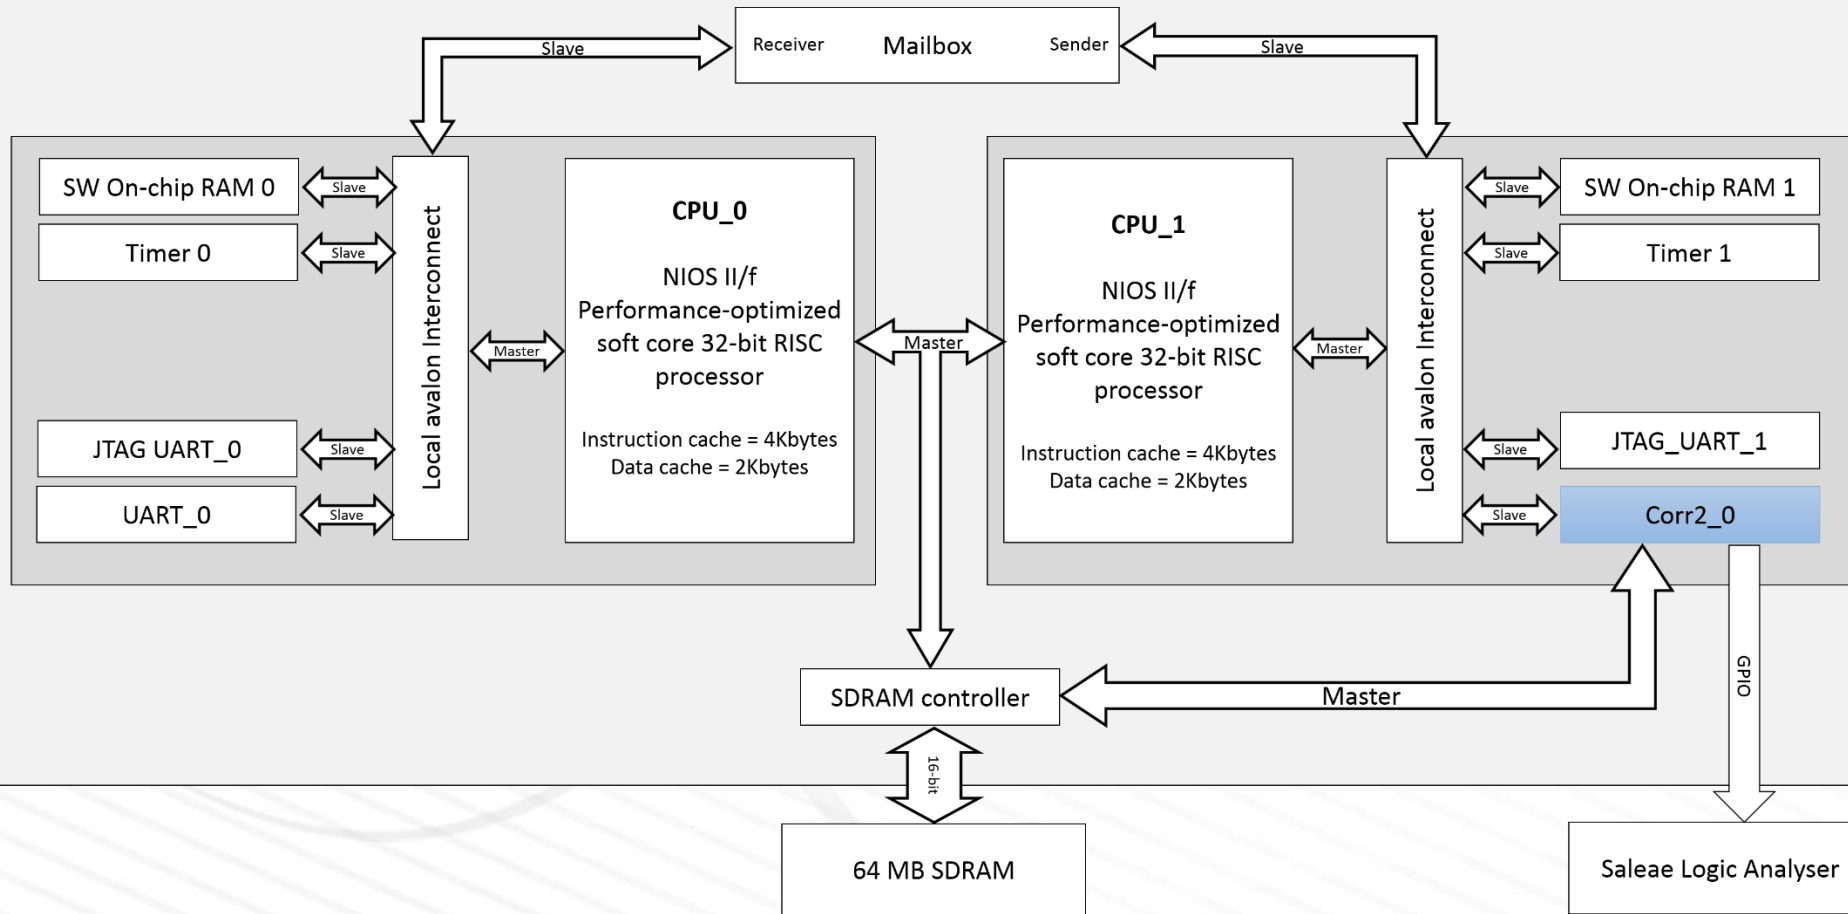 Slave
Receiver Mailbox Sender
Slave
SW On-chip RAM 0
Slave
Timer 0
Slave
JTAG UART_0
Slave
UART_0
Slave
Local avalon Interconnect
Master
CPU_0
NIOS II/f
Performance-optimized
soft core 32-bit RISC
processor
Instruction cache = 4Kbytes
Data cache = 2Kbytes
Master
CPU_1
NIOS II/f
Performance-optimized
soft core 32-bit RISC
processor
Instruction cache = 4Kbytes
Data cache = 2Kbytes
Master
Local avalon Interconnect
Slave
SW On-chip RAM 1
Slave
Timer 1
Slave
JTAG_UART_1
Slave
Corr2_0
SDRAM controller
Master
GPIO
16-bit
64 MB SDRAM
Saleae Logic Analyser